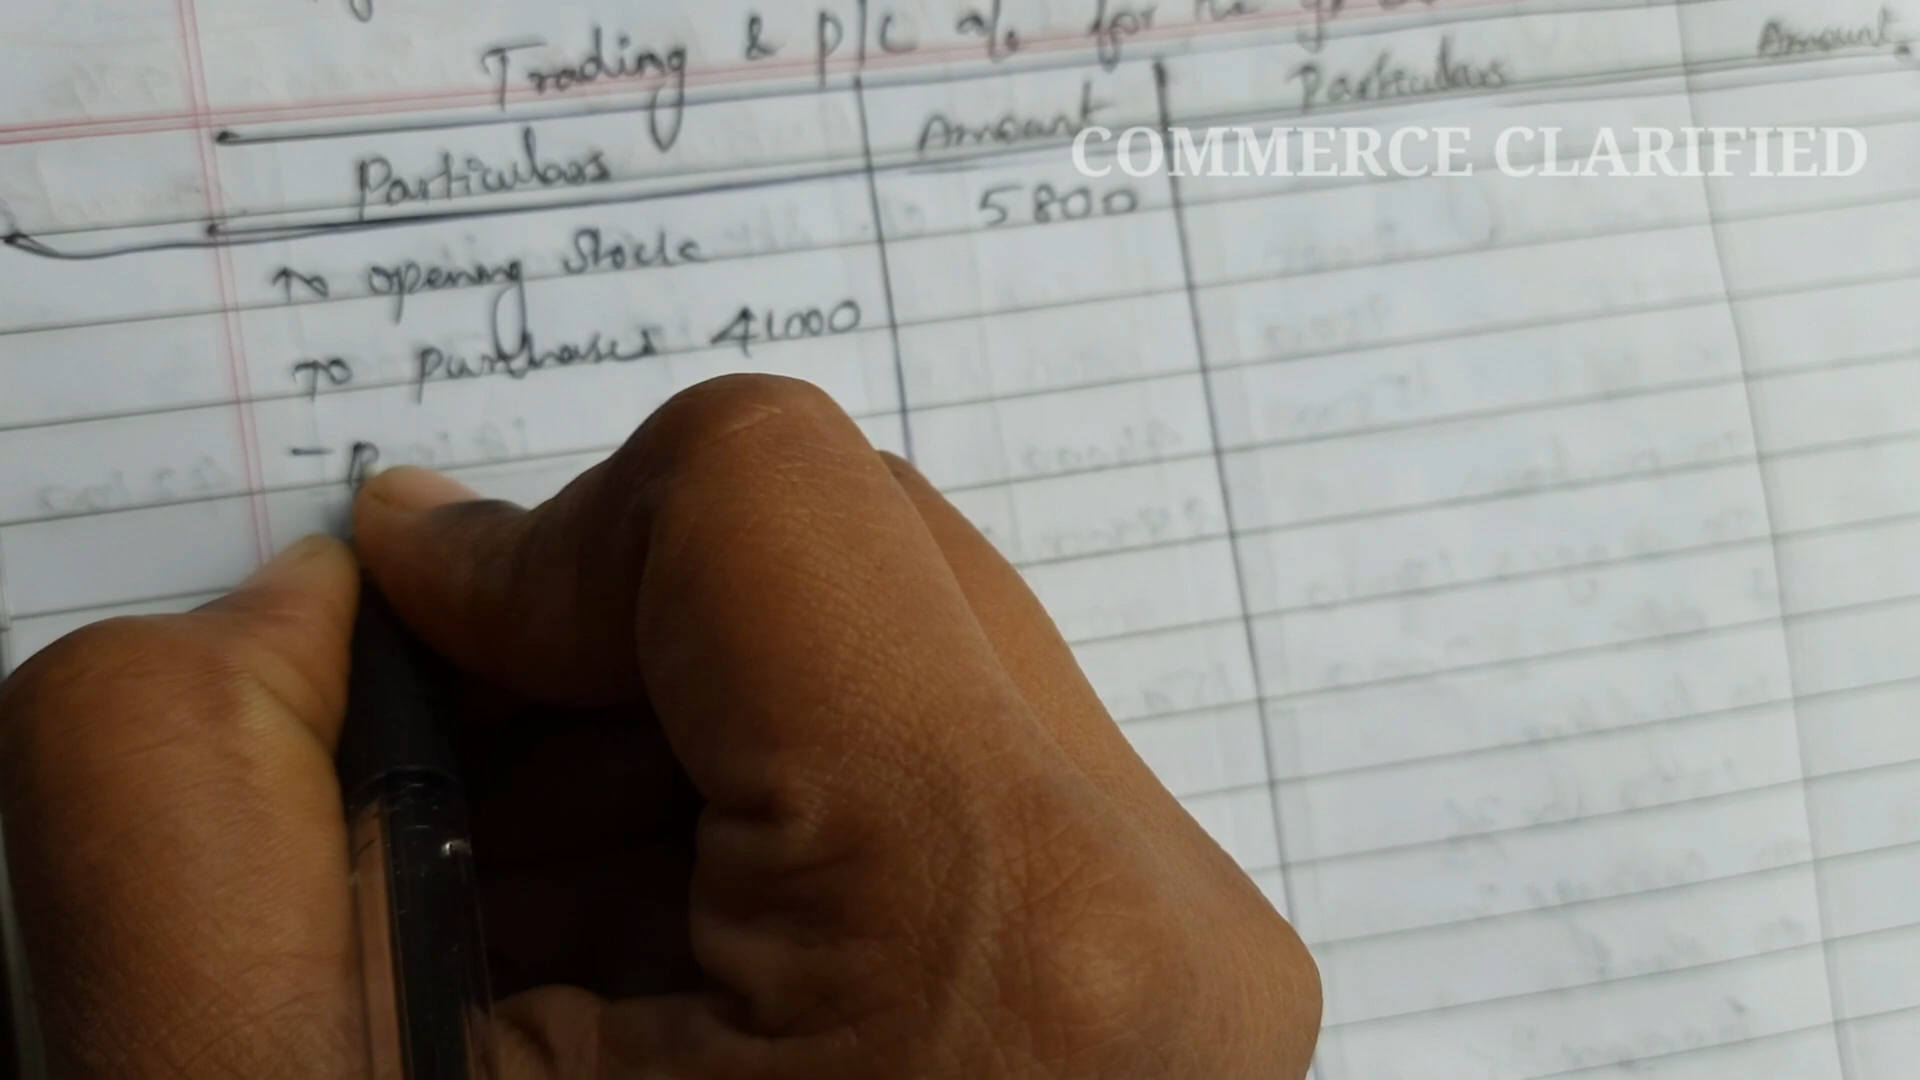 Trading & P/L a/c for the
Particulars Amount Particulars Amount
COMMERCE CLARIFIED
To opening Stock 5800
To purchases 41000
- P